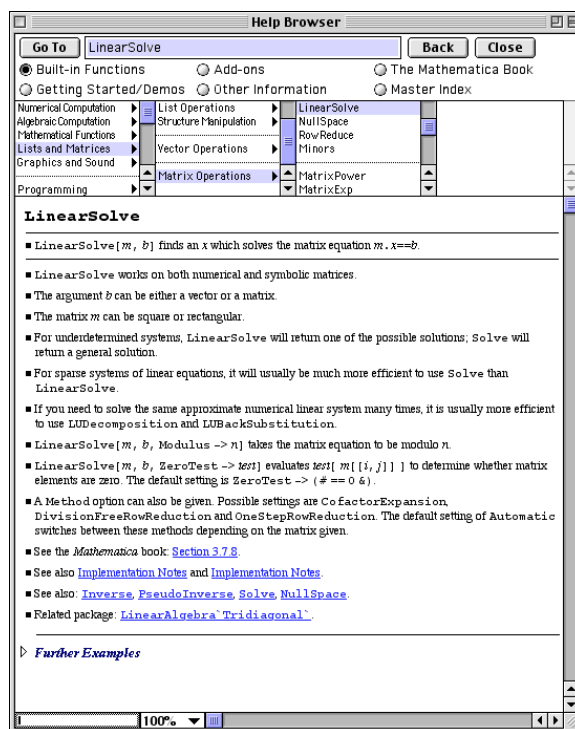 Help Browser
Go To LinearSolve Back Close
Built-in Functions Add-ons The Mathematica Book
Getting Started/Demos Other Information Master Index
Numerical Computation List Operations LinearSolve
Algebraic Computation Structure Manipulation NullSpace
Mathematical Functions RowReduce
Lists and Matrices Vector Operations Minors
Graphics and Sound
Programming Matrix Operations MatrixPower
MatrixExp
LinearSolve
■ LinearSolve[m, b] finds an x which solves the matrix equation m.x==b.
■ LinearSolve works on both numerical and symbolic matrices.
■ The argument b can be either a vector or a matrix.
■ The matrix m can be square or rectangular.
■ For underdetermined systems, LinearSolve will return one of the possible solutions; Solve will
return a general solution.
■ For sparse systems of linear equations, it will usually be much more efficient to use Solve than
LinearSolve.
■ If you need to solve the same approximate numerical linear system many times, it is usually more efficient
to use LUDecomposition and LUBackSubstitution.
■ LinearSolve[m, b, Modulus -> n] takes the matrix equation to be modulo n.
■ LinearSolve[m, b, ZeroTest -> test] evaluates test[ m[[i, j]] ] to determine whether matrix
elements are zero. The default setting is ZeroTest -> (# == 0 &).
■ A Method option can also be given. Possible settings are CofactorExpansion,
DivisionFreeRowReduction and OneStepRowReduction. The default setting of Automatic
switches between these methods depending on the matrix given.
■ See the Mathematica book: Section 3.7.8.
■ See also Implementation Notes and Implementation Notes.
■ See also: Inverse, PseudoInverse, Solve, NullSpace.
■ Related package: LinearAlgebra`Tridiagonal`.
Further Examples
100%